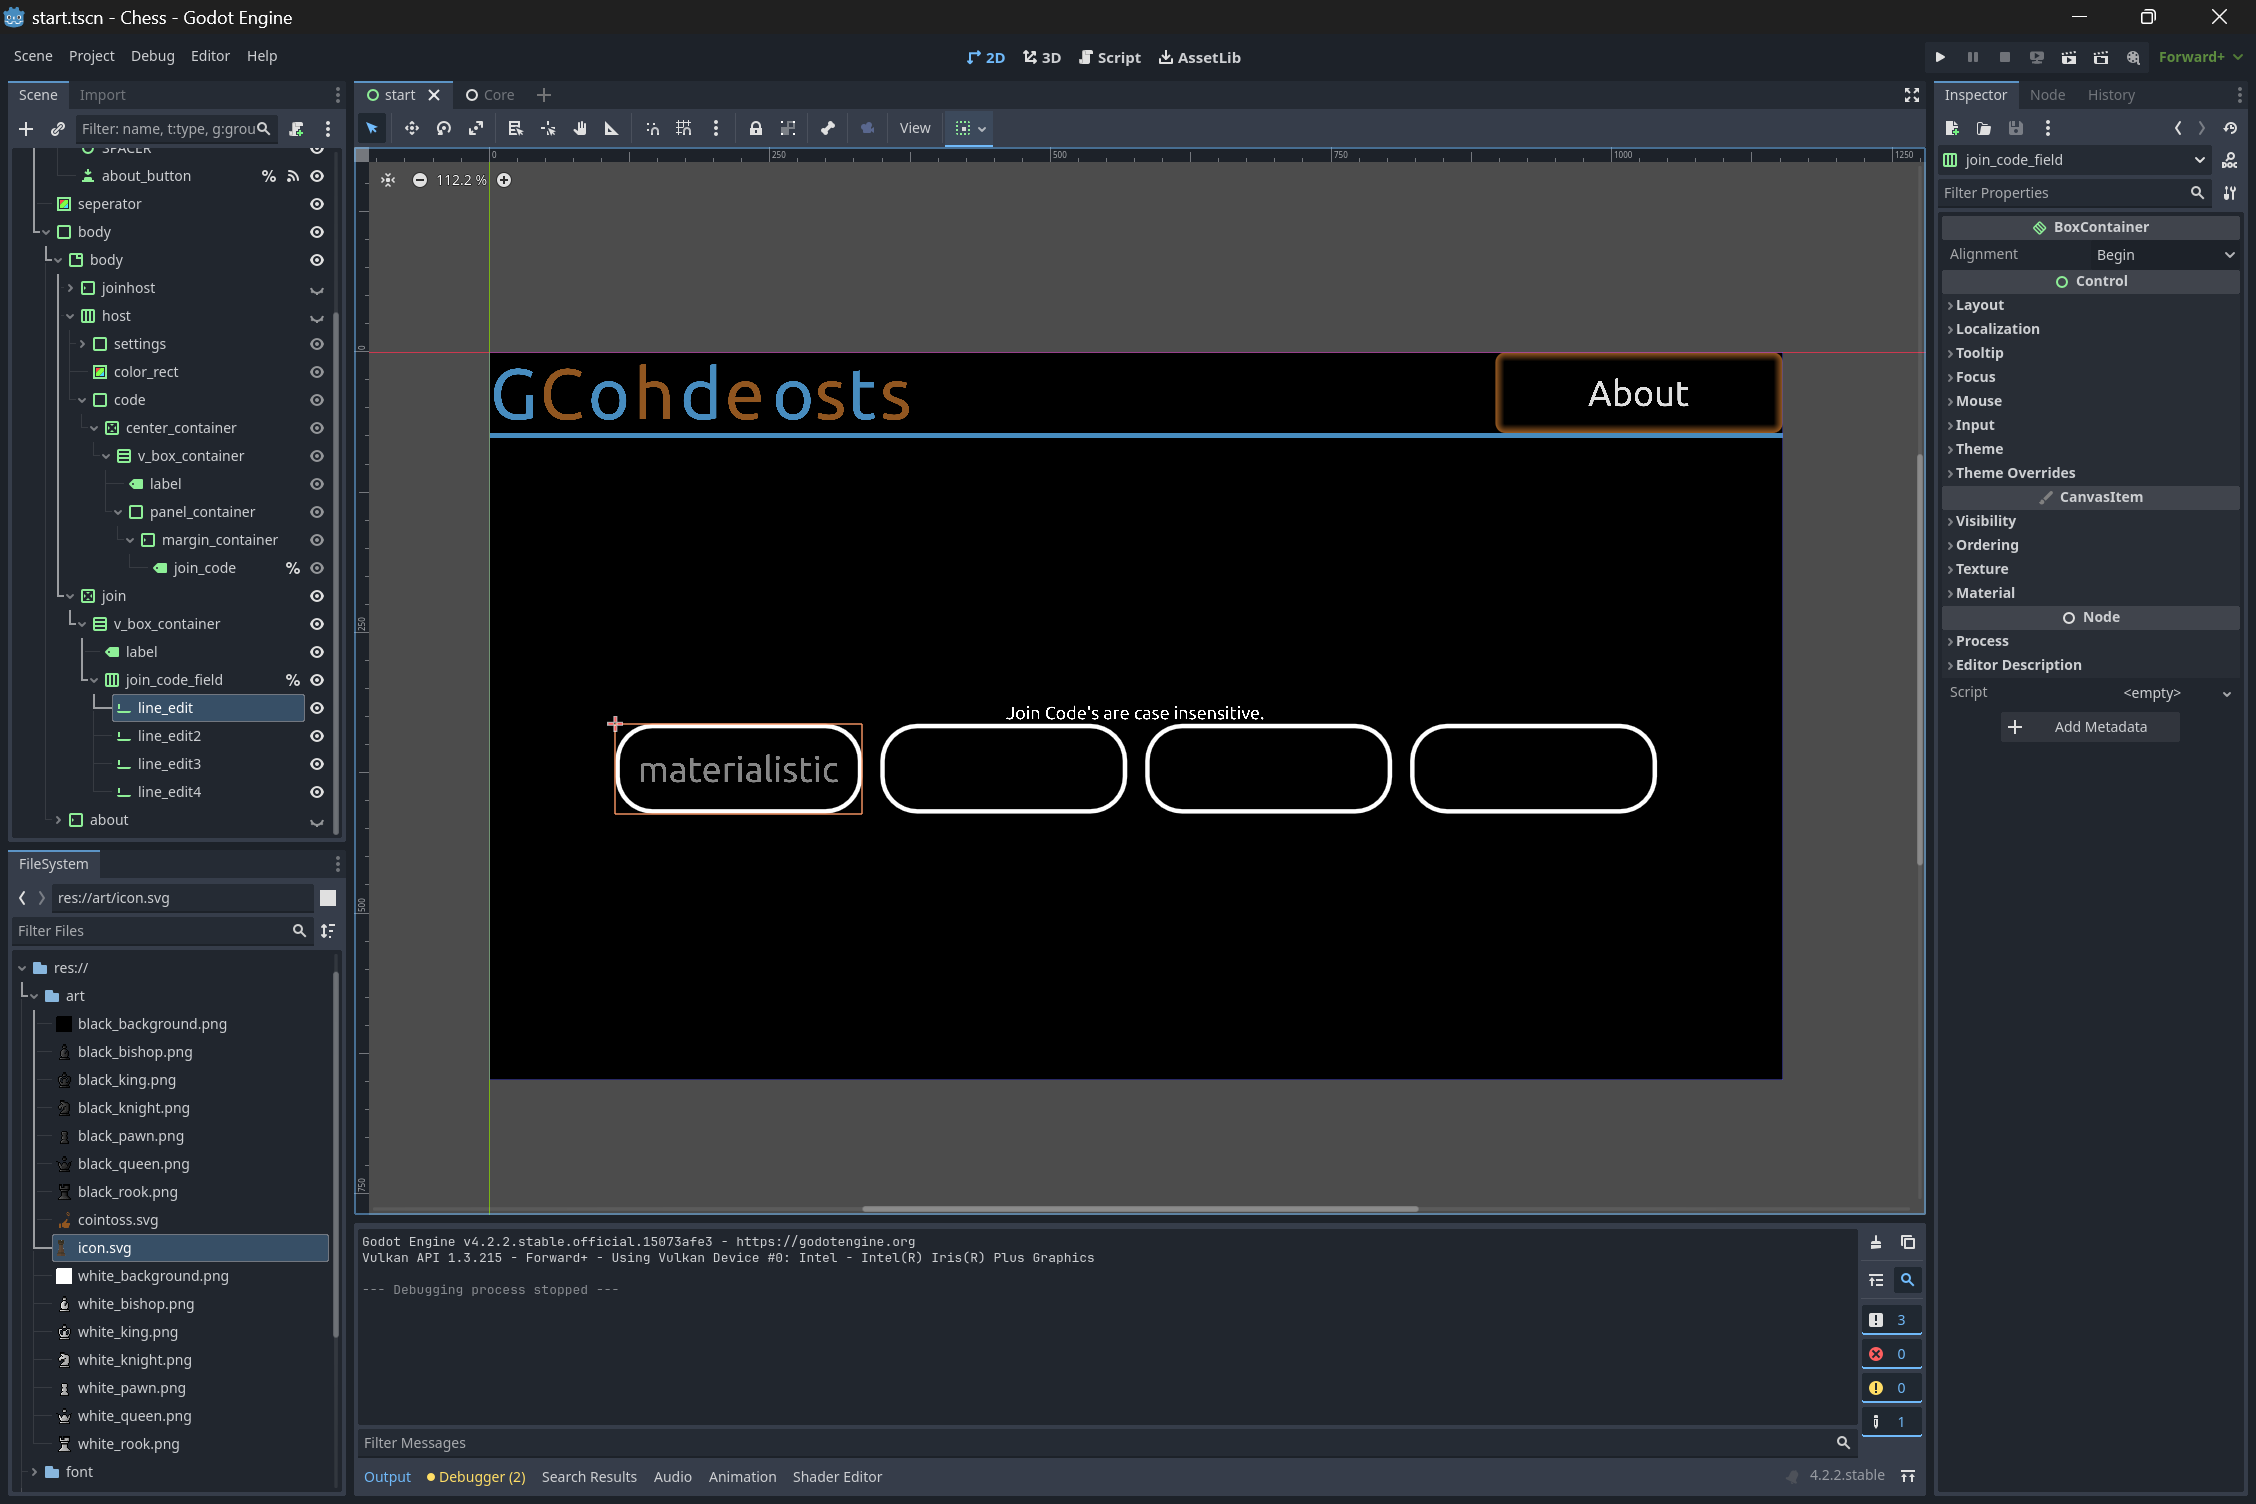 start.tscn - Chess - Godot Engine
Scene Project Debug Editor Help
2D 3D Script AssetLib
Forward+
Scene Import
Filter: name, t:type, g:grou
SPACER
about_button %
seperator
body
body
joinhost
host
settings
color_rect
code
center_container
v_box_container
label
panel_container
margin_container
join_code %
join
v_box_container
label
join_code_field %
line_edit
line_edit2
line_edit3
line_edit4
about
FileSystem
res://art/icon.svg
Filter Files
res://
art
black_background.png
black_bishop.png
black_king.png
black_knight.png
black_pawn.png
black_queen.png
black_rook.png
cointoss.svg
icon.svg
white_background.png
white_bishop.png
white_king.png
white_knight.png
white_pawn.png
white_queen.png
white_rook.png
font
start Core
View
0 250 500 750 1000 1250
112.2 %
0
250
500
750
GCohdeosts
About
Join Code's are case insensitive.
materialistic
Godot Engine v4.2.2.stable.official.15073afe3 - https://godotengine.org
Vulkan API 1.3.215 - Forward+ - Using Vulkan Device #0: Intel - Intel(R) Iris(R) Plus Graphics
--- Debugging process stopped ---
3
0
0
1
Filter Messages
Output Debugger (2) Search Results Audio Animation Shader Editor
4.2.2.stable
Inspector Node History
join_code_field
DOC
Filter Properties
BoxContainer
Alignment Begin
Control
Layout
Localization
Tooltip
Focus
Mouse
Input
Theme
Theme Overrides
CanvasItem
Visibility
Ordering
Texture
Material
Node
Process
Editor Description
Script <empty>
Add Metadata